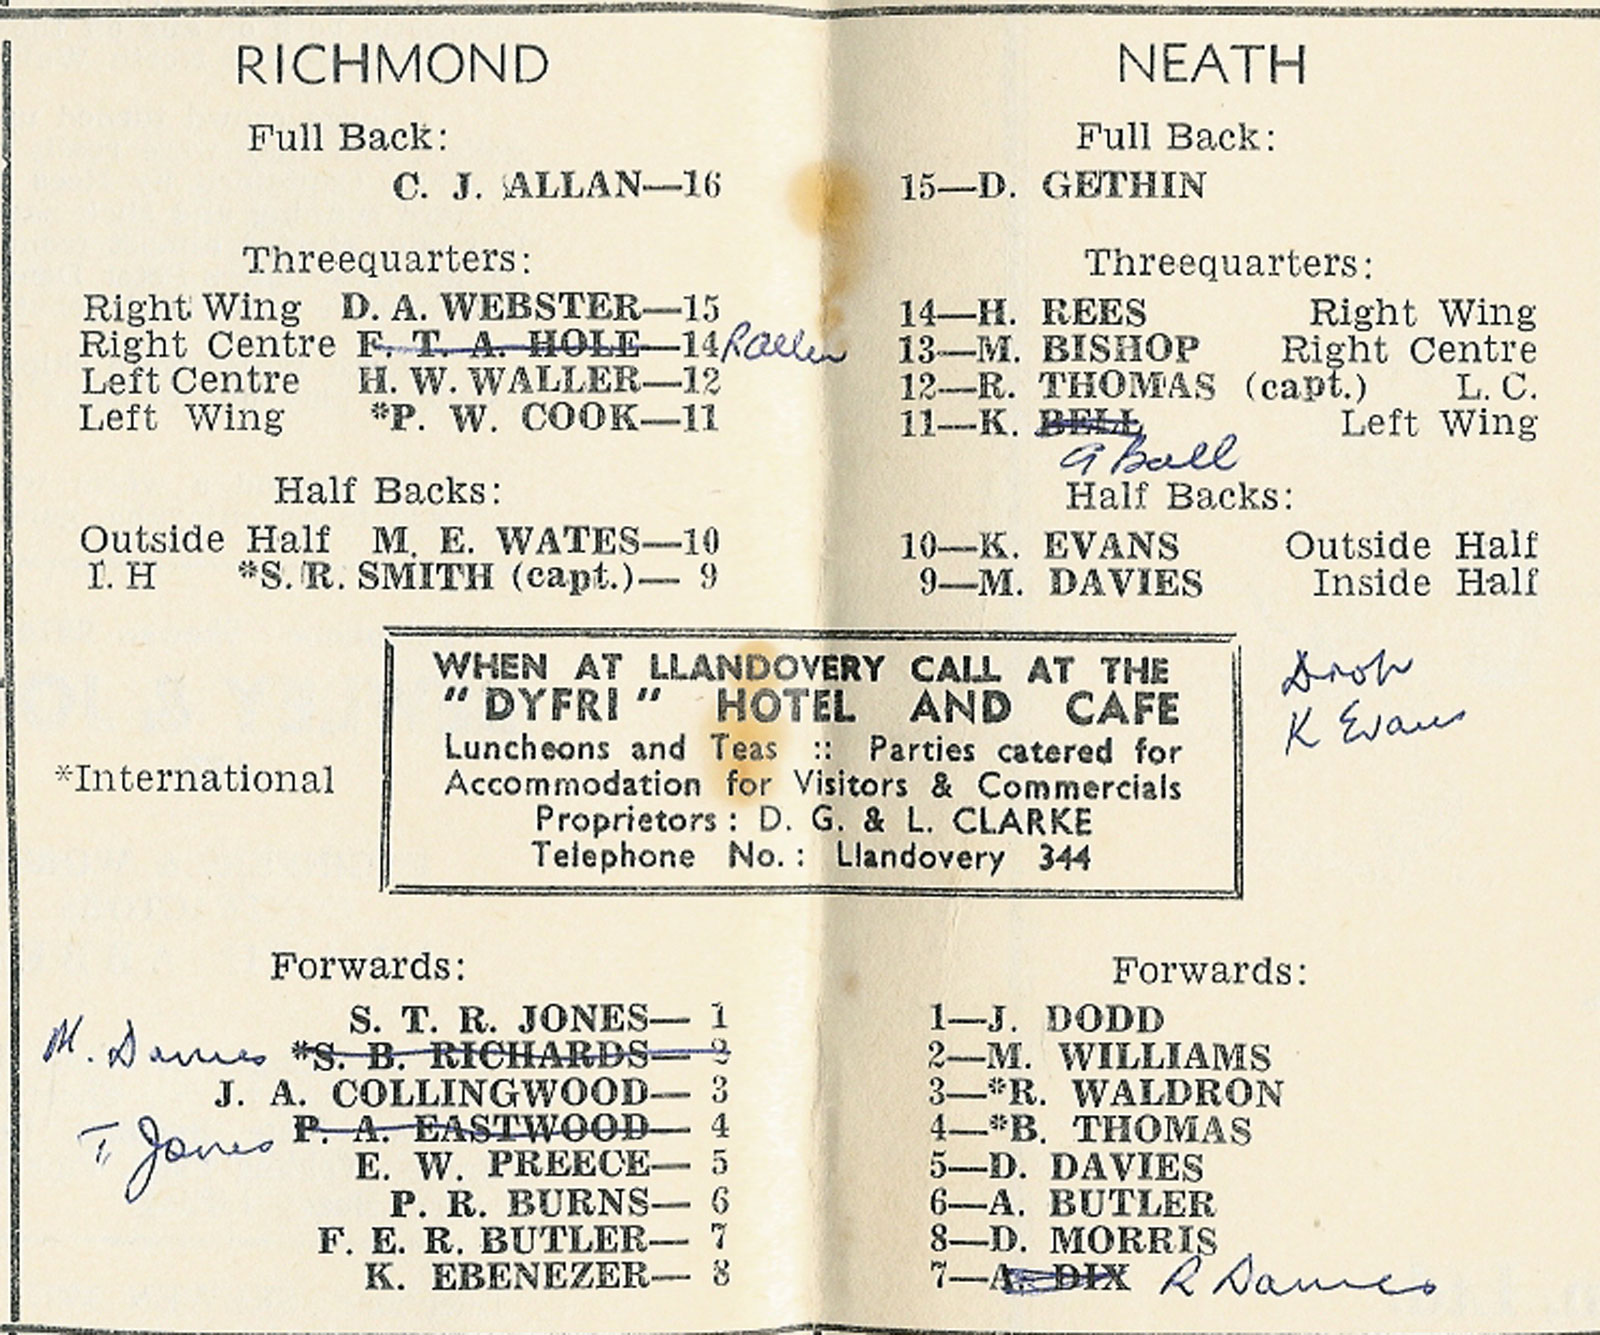 RICHMOND
Full Back:
C. J. ALLAN—16
Threequarters:
Right Wing D. A. WEBSTER—15
Right Centre F. T. A. HOLE—14
Left Centre H. W. WALLER—12
Left Wing *P. W. COOK—11
Half Backs:
Outside Half M. E. WATES—10
I. H *S. R. SMITH (capt.)— 9
NEATH
Full Back:
15—D. GETHIN
Threequarters:
14—H. REES Right Wing
13—M. BISHOP Right Centre
12—R. THOMAS (capt.) L. C.
11—K. BELL Left Wing
G Ball
Half Backs:
10—K. EVANS Outside Half
9—M. DAVIES Inside Half
WHEN AT LLANDOVERY CALL AT THE
"DYFRI" HOTEL AND CAFE
Luncheons and Teas :: Parties catered for
Accommodation for Visitors & Commercials
Proprietors: D. G. & L. CLARKE
Telephone No.: Llandovery 344
*International
Drop
K Evans
Forwards:
S. T. R. JONES— 1
M. Davies *S. B. RICHARDS— 2
J. A. COLLINGWOOD— 3
T Jones P. A. EASTWOOD— 4
E. W. PREECE— 5
P. R. BURNS— 6
F. E. R. BUTLER— 7
K. EBENEZER— 8
Forwards:
1—J. DODD
2—M. WILLIAMS
3—*R. WALDRON
4—*B. THOMAS
5—D. DAVIES
6—A. BUTLER
8—D. MORRIS
7—A. DIX R Davies